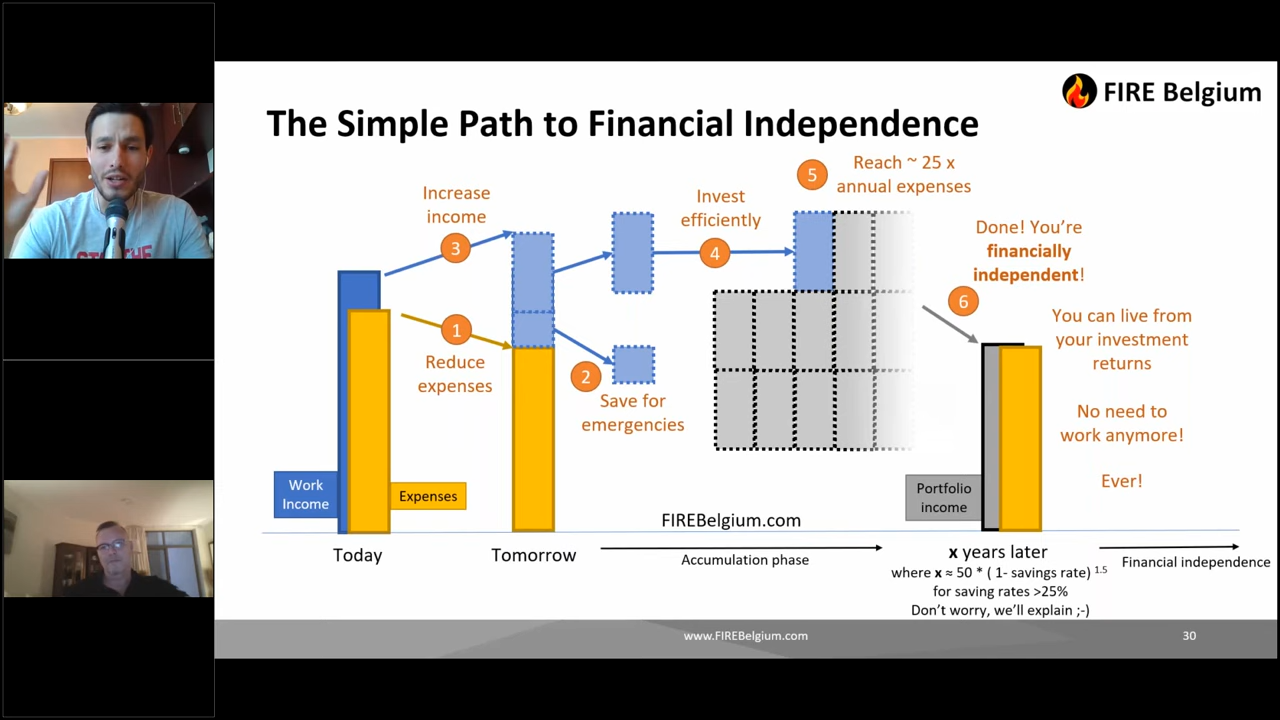 FIRE Belgium
The Simple Path to Financial Independence
Increase
income
3
1
Reduce
expenses
2
Save for
emergencies
Invest
efficiently
4
5
Reach ~ 25 x
annual expenses
Done! You're
financially
independent!
6
You can live from
your investment
returns
No need to
work anymore!
Ever!
Work
Income
Expenses
Portfolio
income
FIREBelgium.com
Today
Tomorrow
Accumulation phase
x years later
where x ≈ 50 * ( 1- savings rate) 1.5
for saving rates >25%
Don't worry, we'll explain ;-)
Financial independence
www.FIREBelgium.com
30